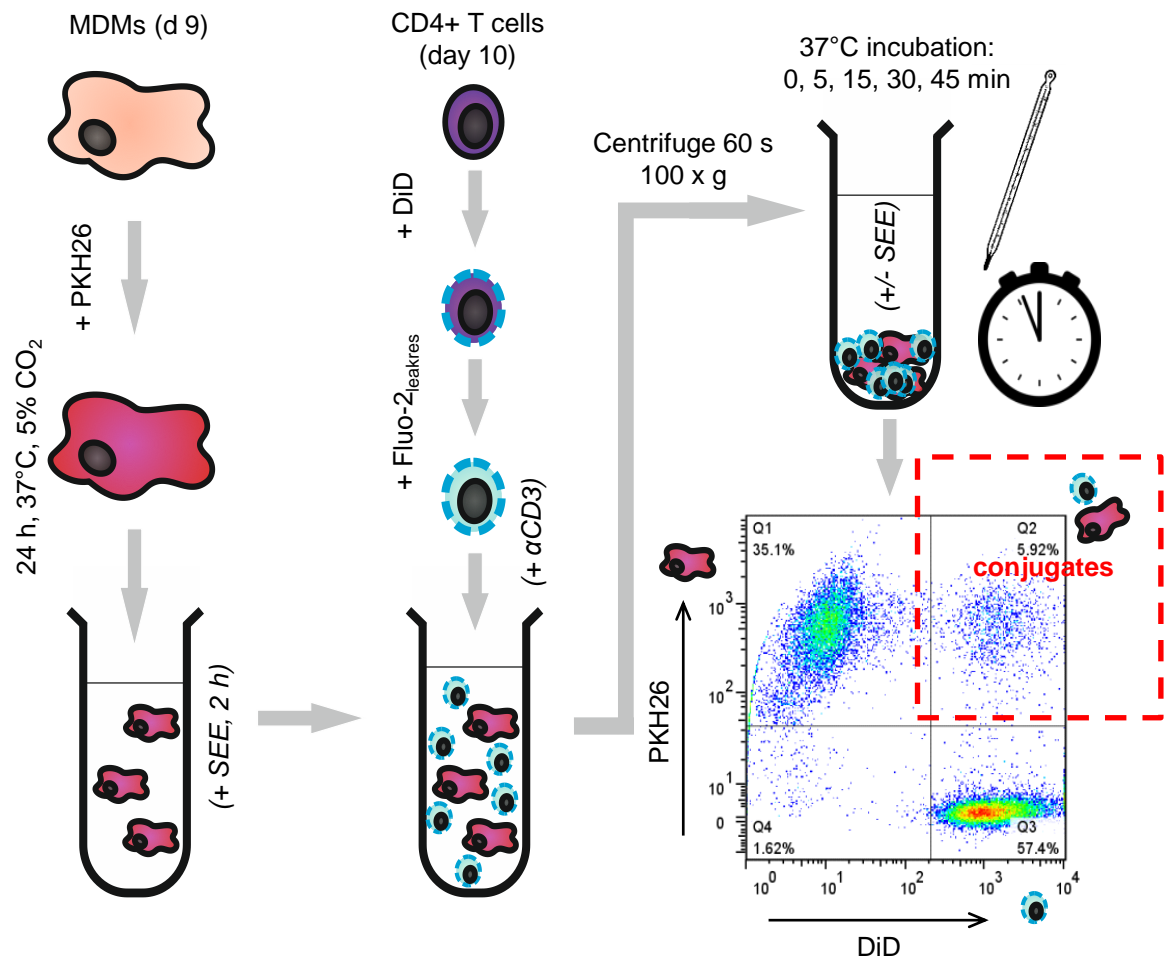 MDMs (d 9)
+ PKH26
24 h, 37°C, 5% CO2
(+ SEE, 2 h)
CD4+ T cells
(day 10)
+ DiD
+ Fluo-2leakres
(+ αCD3)
Centrifuge 60 s
100 x g
37°C incubation:
0, 5, 15, 30, 45 min
(+/- SEE)
Q1
35.1%
Q2
5.92%
conjugates
Q4
1.62%
Q3
57.4%
10^3
10^2
10^1
0
PKH26
10^0
10^1
10^2
10^3
10^4
DiD